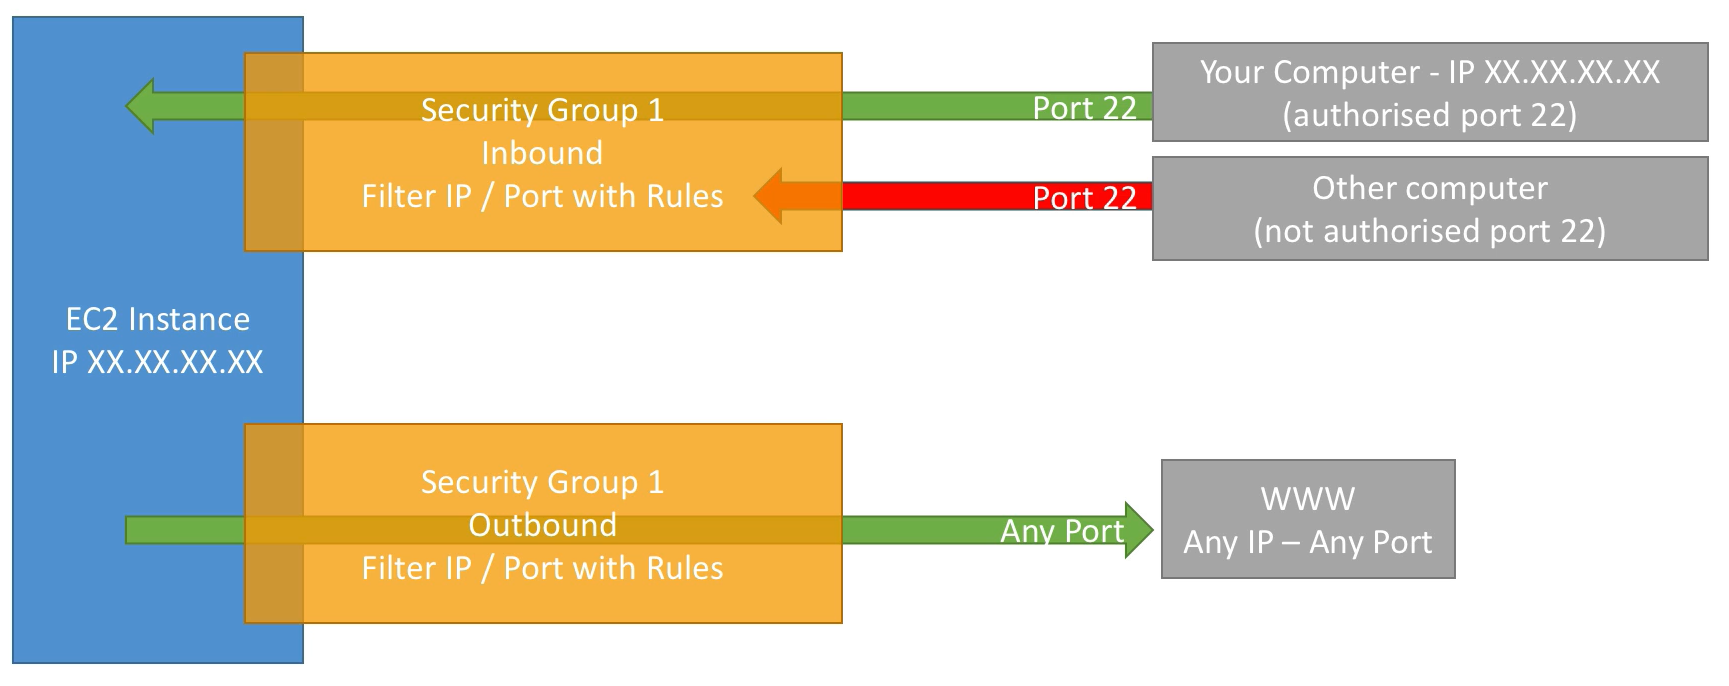 Security Group 1
Inbound
Filter IP / Port with Rules
Port 22
Your Computer - IP XX.XX.XX.XX
(authorised port 22)
Port 22
Other computer
(not authorised port 22)
EC2 Instance
IP XX.XX.XX.XX
Security Group 1
Outbound
Filter IP / Port with Rules
Any Port
WWW
Any IP – Any Port